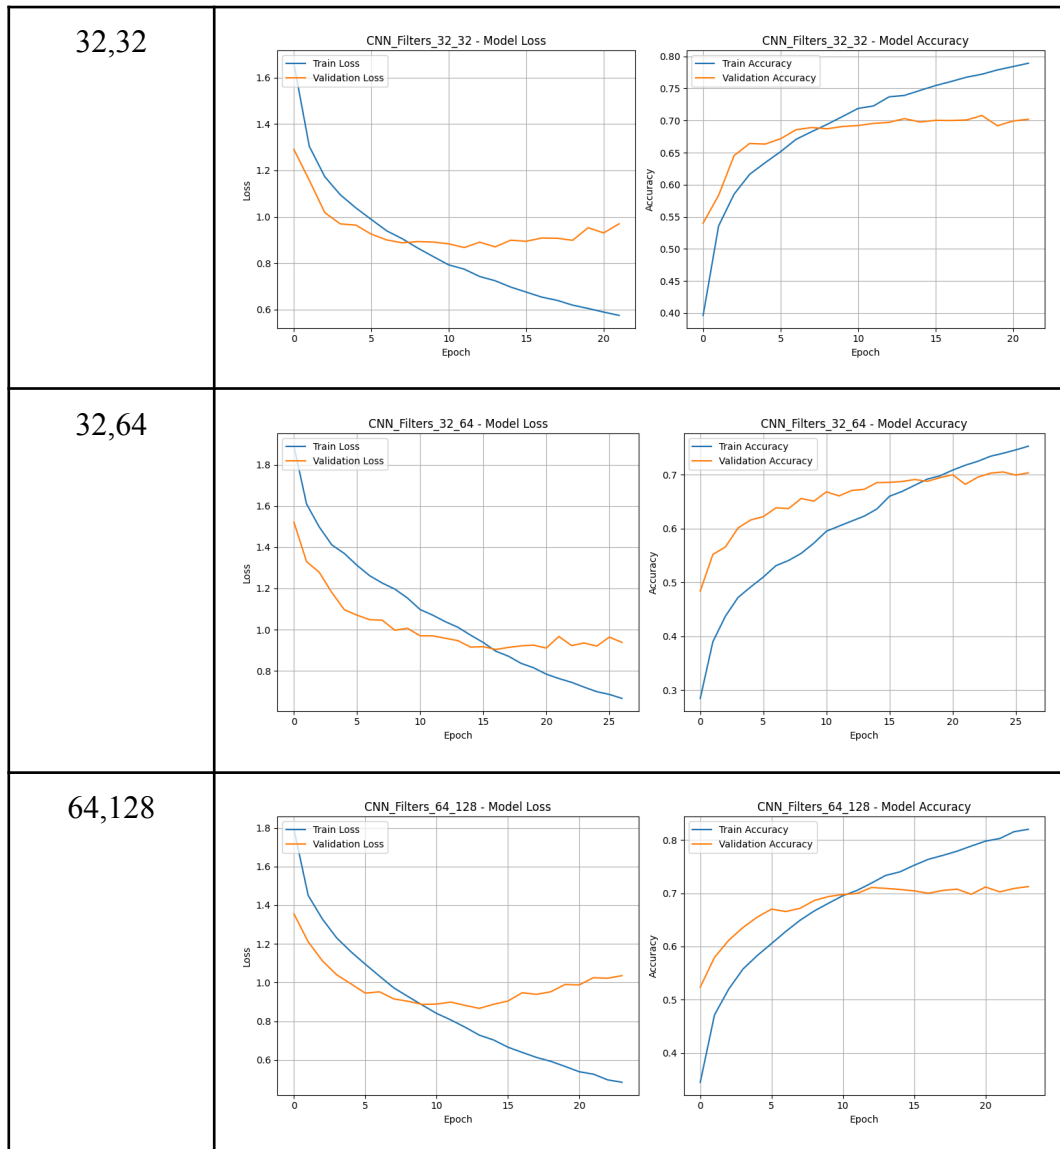 32,32
CNN_Filters_32_32 - Model Loss
Train Loss
Validation Loss
1.6
1.4
1.2
1.0
0.8
0.6
Loss
0 5 10 15 20
Epoch
CNN_Filters_32_32 - Model Accuracy
Train Accuracy
Validation Accuracy
0.80
0.75
0.70
0.65
0.60
0.55
0.50
0.45
0.40
Accuracy
0 5 10 15 20
Epoch
32,64
CNN_Filters_32_64 - Model Loss
Train Loss
Validation Loss
1.8
1.6
1.4
1.2
1.0
0.8
Loss
0 5 10 15 20 25
Epoch
CNN_Filters_32_64 - Model Accuracy
Train Accuracy
Validation Accuracy
0.7
0.6
0.5
0.4
0.3
Accuracy
0 5 10 15 20 25
Epoch
64,128
CNN_Filters_64_128 - Model Loss
Train Loss
Validation Loss
1.8
1.6
1.4
1.2
1.0
0.8
0.6
Loss
0 5 10 15 20
Epoch
CNN_Filters_64_128 - Model Accuracy
Train Accuracy
Validation Accuracy
0.8
0.7
0.6
0.5
0.4
Accuracy
0 5 10 15 20
Epoch